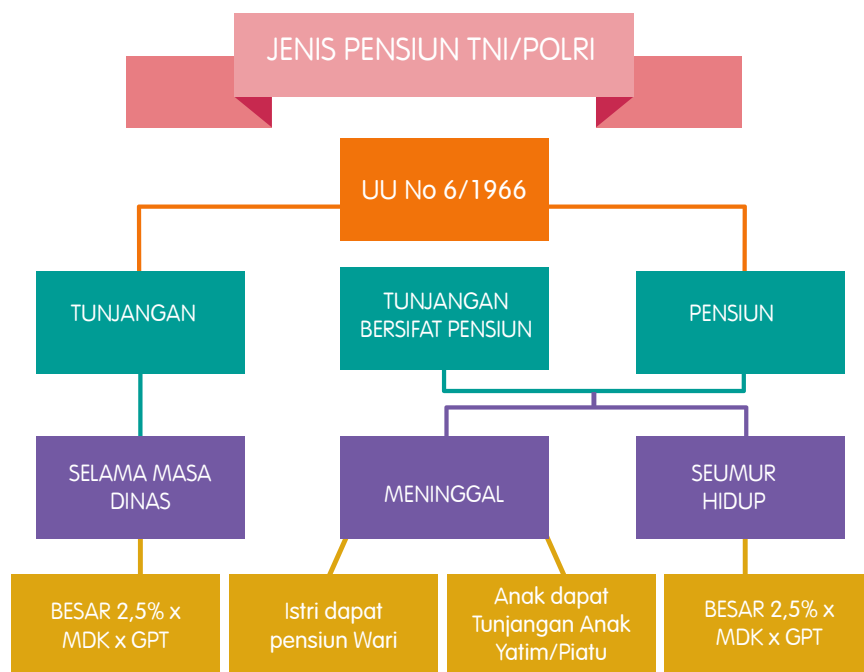 JENIS PENSIUN TNI/POLRI
UU No 6/1966
TUNJANGAN
TUNJANGAN
BERSIFAT PENSIUN
PENSIUN
SELAMA MASA
DINAS
MENINGGAL
SEUMUR
HIDUP
BESAR 2,5% x
MDK x GPT
Istri dapat
pensiun Wari
Anak dapat
Tunjangan Anak
Yatim/Piatu
BESAR 2,5% x
MDK x GPT